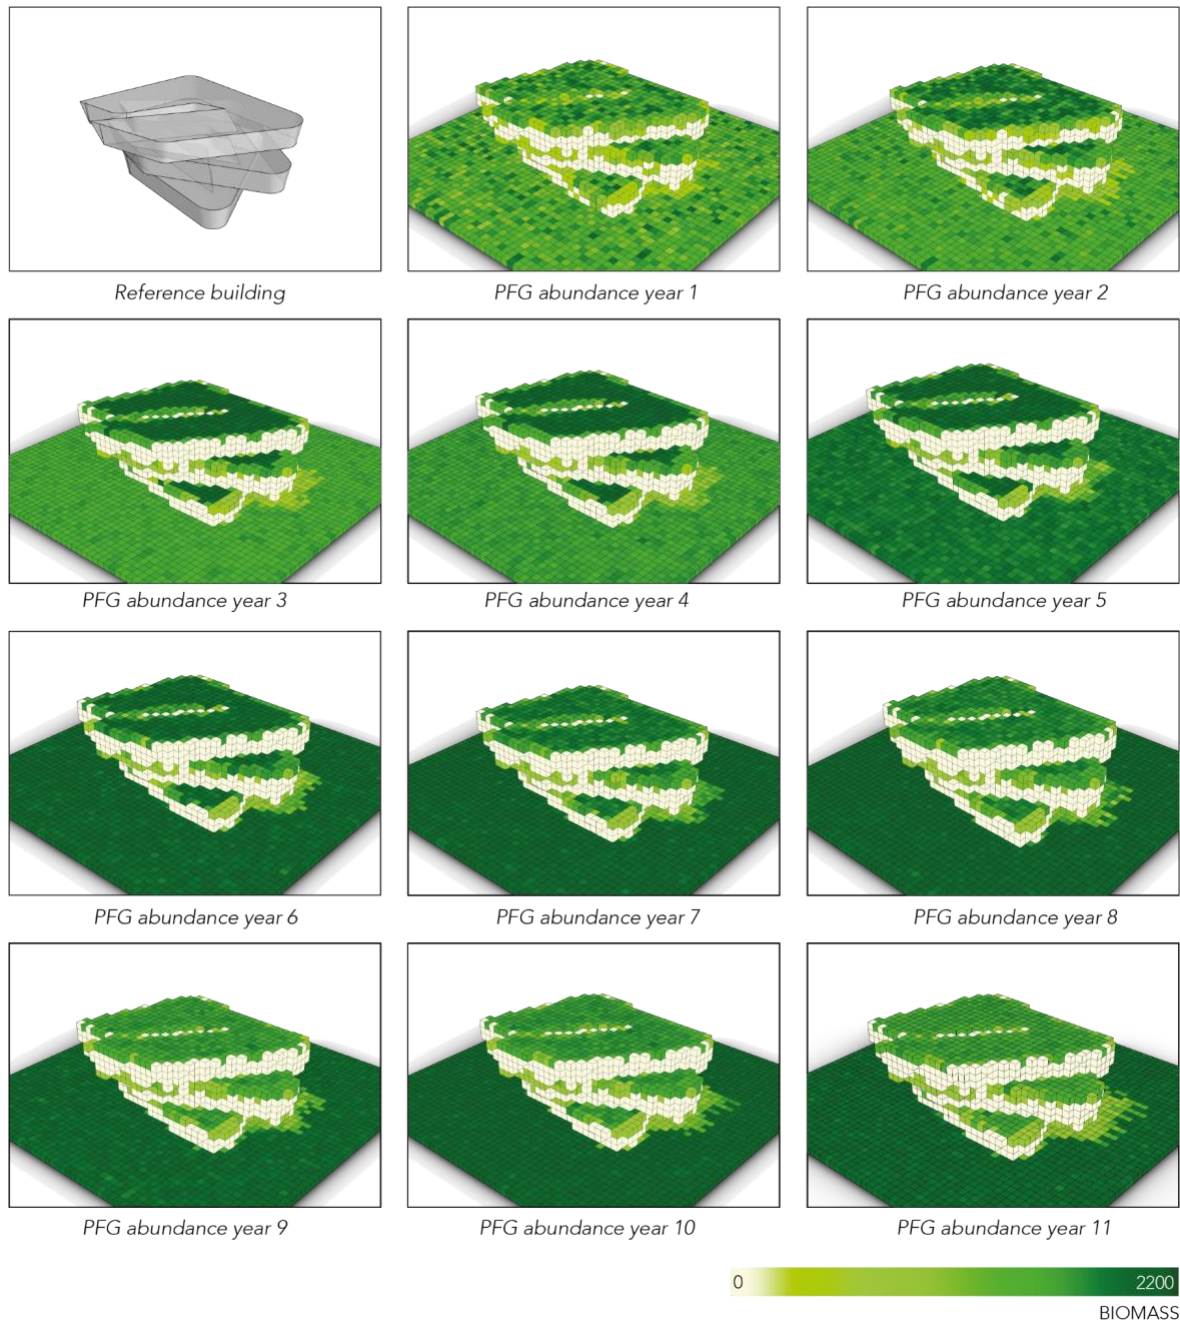 Reference building
PFG abundance year 1
PFG abundance year 2
PFG abundance year 3
PFG abundance year 4
PFG abundance year 5
PFG abundance year 6
PFG abundance year 7
PFG abundance year 8
PFG abundance year 9
PFG abundance year 10
PFG abundance year 11
0
2200
BIOMASS